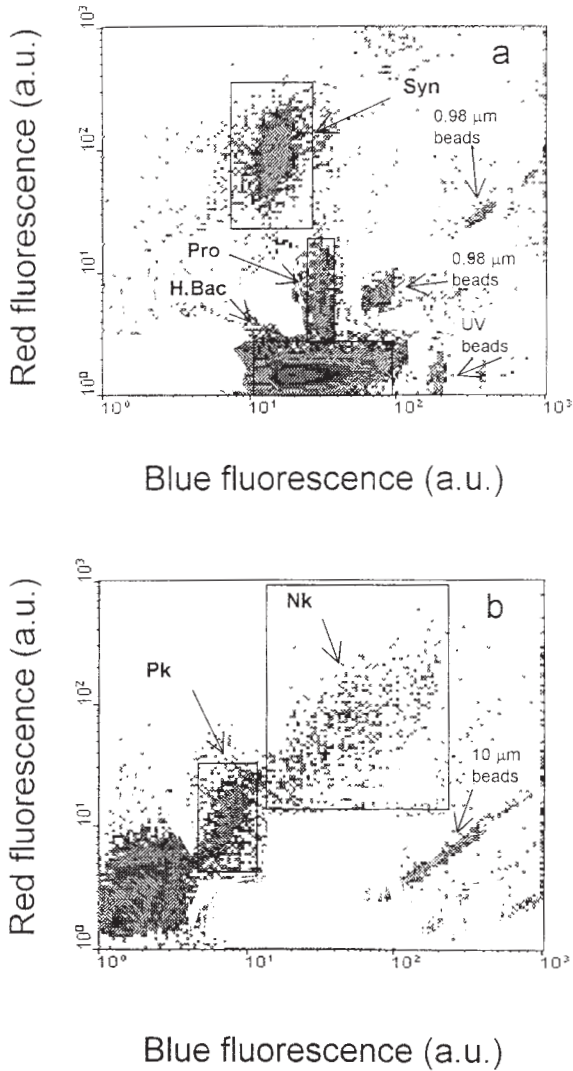 a
Red fluorescence (a.u.)
10³
10²
10¹
10⁰
Syn
0.98 µm
beads
Pro
0.98 µm
beads
H.Bac
UV
beads
10⁰ 10¹ 10² 10³
Blue fluorescence (a.u.)
b
Red fluorescence (a.u.)
10³
10²
10¹
10⁰
Nk
Pk
10 µm
beads
10⁰ 10¹ 10² 10³
Blue fluorescence (a.u.)